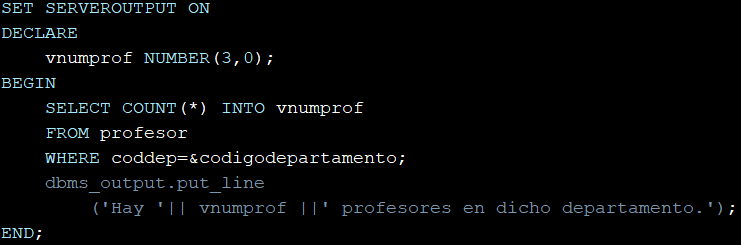 SET SERVEROUTPUT ON
DECLARE
    vnumprof NUMBER(3,0);
BEGIN
    SELECT COUNT(*) INTO vnumprof
    FROM profesor
    WHERE coddep=&codigodepartamento;
    dbms_output.put_line
        ('Hay '|| vnumprof ||' profesores en dicho departamento.');
END;